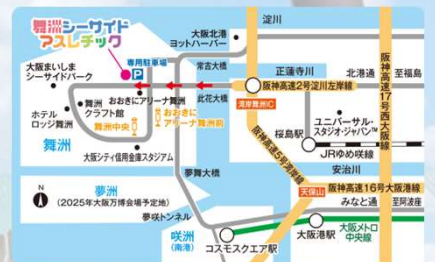 舞洲シーサイド
アスレチック
専用駐車場
P
大阪北港
ヨットハーバー
淀川
常吉大橋
正蓮寺川
北港通
至福島
阪神高速17号西大阪線
大阪まいしま
シーサイドパーク
おおきにアリーナ舞洲
此花大橋
阪神高速2号淀川左岸線
湾岸舞洲IC
ホテル
ロッジ舞洲
舞洲
クラフト館
舞洲中央
おおきに
アリーナ舞洲前
舞洲
大阪シティ信用金庫スタジアム
阪神高速5号湾岸線
桜島駅
ユニバーサル・
スタジオ・ジャパン™
JRゆめ咲線
夢舞大橋
安治川
N
夢洲
(2025年大阪万博会場予定地)
天保山
阪神高速16号大阪港線
みなと通
至阿波座
夢咲トンネル
咲洲
(南港)
コスモスクエア駅
大阪港駅
大阪メトロ
中央線